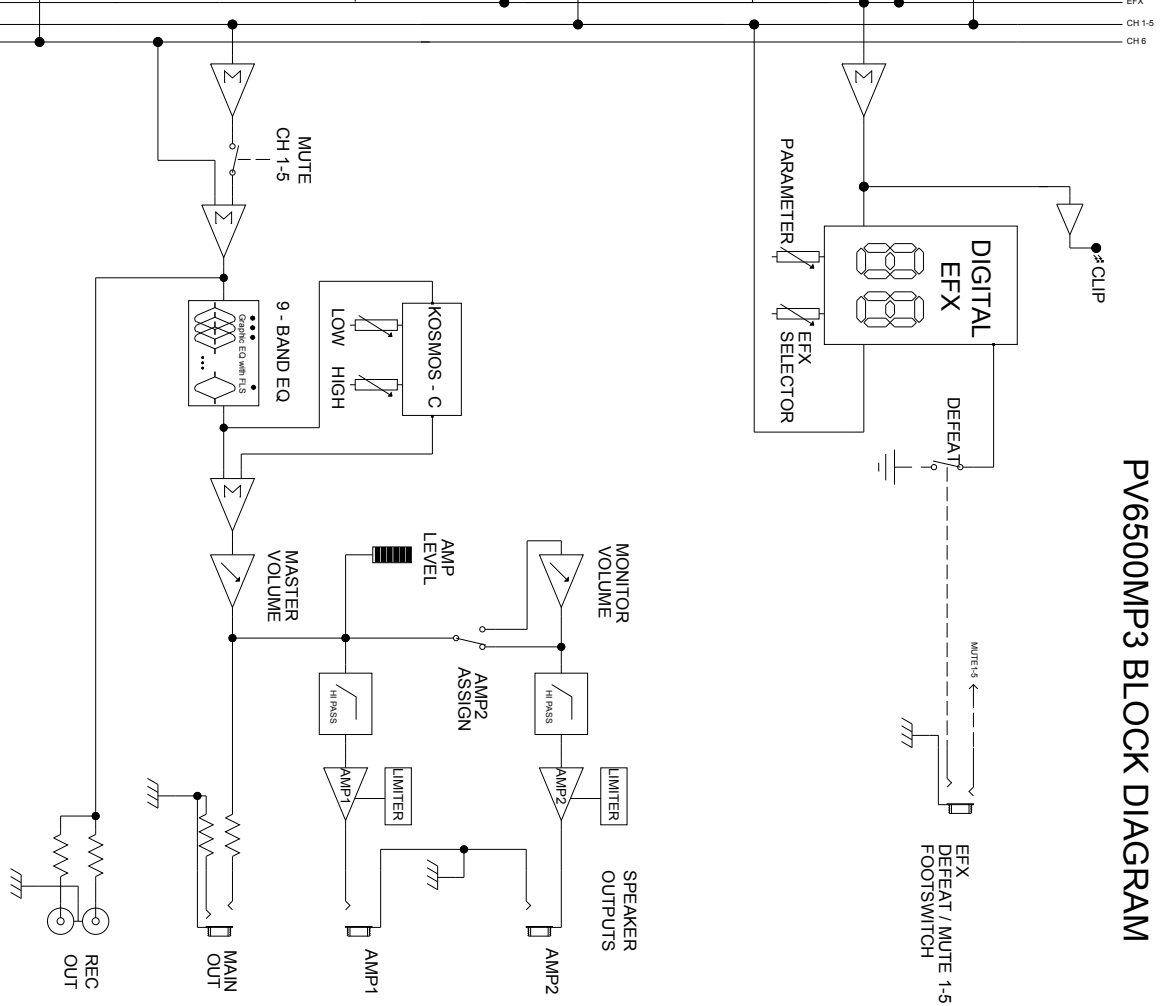 EFX
CH 1-5
CH 6
M
M
MUTE
CH 1-5
PARAMETER
DIGITAL
EFX
CLIP
M
EFX
SELECTOR
9 - BAND EQ
Graphic EQ with FLS
LOW
HIGH
KOSMOS - C
DEFEAT
PV6500MP3 BLOCK DIAGRAM
M
MASTER
VOLUME
AMP
LEVEL
MONITOR
VOLUME
AMP2
ASSIGN
MUTE1-5
HI PASS
HI PASS
AMP1
LIMITER
AMP2
LIMITER
SPEAKER
OUTPUTS
EFX
DEFEAT / MUTE 1-5
FOOTSWITCH
REC
OUT
MAIN
OUT
AMP1
AMP2